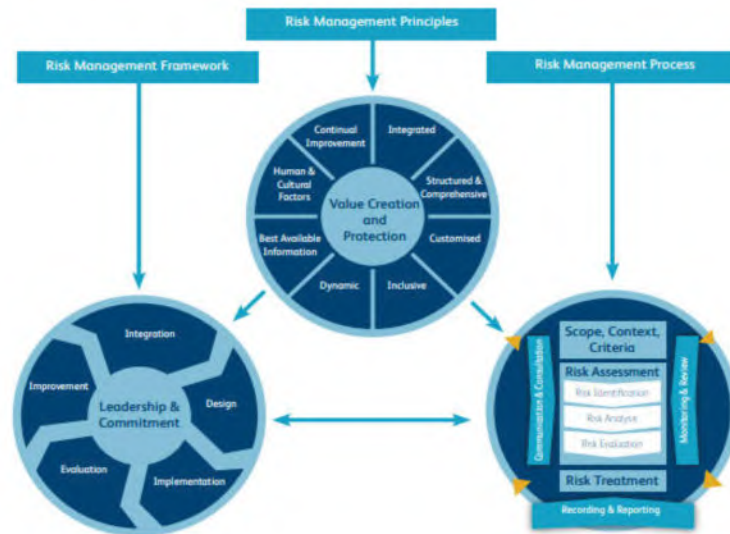 Risk Management Principles
Risk Management Framework
Risk Management Process
Continual
Improvement
Integrated
Human &
Cultural
Factors
Structured &
Comprehensive
Value Creation
and
Protection
Best Available
Information
Customised
Dynamic
Inclusive
Integration
Improvement
Design
Leadership &
Commitment
Evaluation
Implementation
Scope, Context,
Criteria
Communication & Consultation
Risk Assessment
Risk Identification
Risk Analyse
Risk Evaluation
Monitoring & Review
Risk Treatment
Recording & Reporting